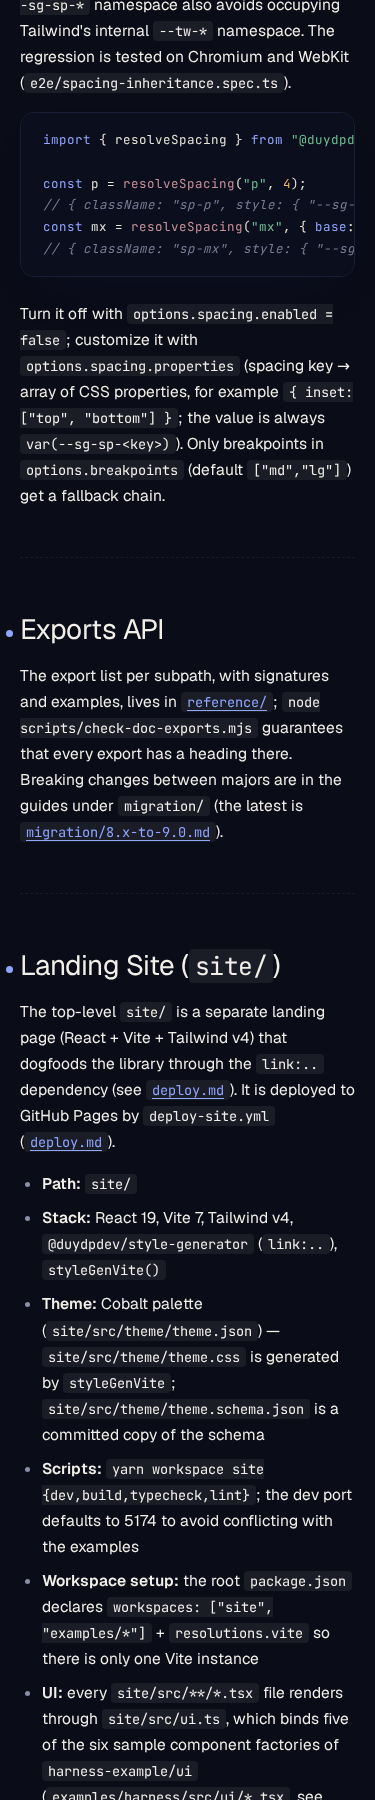 -sg-sp-* namespace also avoids occupying
Tailwind's internal --tw-* namespace. The
regression is tested on Chromium and WebKit
(e2e/spacing-inheritance.spec.ts).
import { resolveSpacing } from "@duydpd
const p = resolveSpacing("p", 4);
// { className: "sp-p", style: { "--sg-
const mx = resolveSpacing("mx", { base:
// { className: "sp-mx", style: { "--sg
Turn it off with options.spacing.enabled =
false; customize it with
options.spacing.properties (spacing key →
array of CSS properties, for example { inset:
["top", "bottom"] }; the value is always
var(--sg-sp-<key>)). Only breakpoints in
options.breakpoints (default ["md","lg"])
get a fallback chain.
Exports API
The export list per subpath, with signatures
and examples, lives in reference/; node
scripts/check-doc-exports.mjs guarantees
that every export has a heading there.
Breaking changes between majors are in the
guides under migration/ (the latest is
migration/8.x-to-9.0.md).
Landing Site (site/)
The top-level site/ is a separate landing
page (React + Vite + Tailwind v4) that
dogfoods the library through the link:..
dependency (see deploy.md). It is deployed to
GitHub Pages by deploy-site.yml
(deploy.md).
• Path: site/
• Stack: React 19, Vite 7, Tailwind v4,
@duydpdev/style-generator (link:..),
styleGenVite()
• Theme: Cobalt palette
(site/src/theme/theme.json) —
site/src/theme/theme.css is generated
by styleGenVite;
site/src/theme/theme.schema.json is a
committed copy of the schema
• Scripts: yarn workspace site
{dev,build,typecheck,lint}; the dev port
defaults to 5174 to avoid conflicting with
the examples
• Workspace setup: the root package.json
declares workspaces: ["site",
"examples/*"] + resolutions.vite so
there is only one Vite instance
• UI: every site/src/**/*.tsx file renders
through site/src/ui.ts, which binds five
of the six sample component factories of
harness-example/ui
(examples/harness/src/ui/*.tsx, see